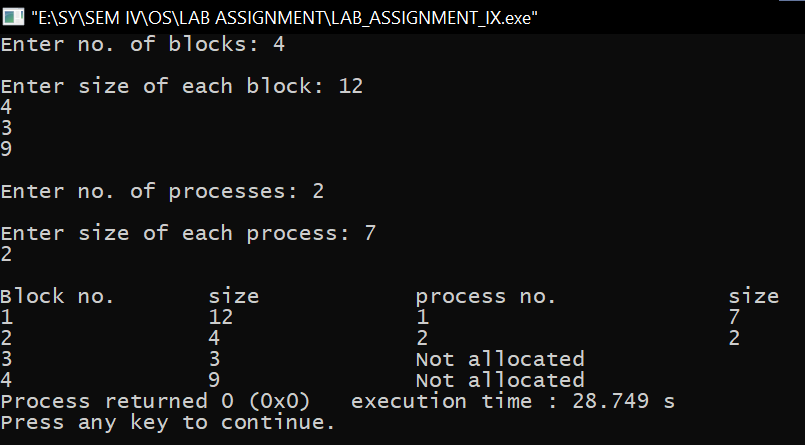 "E:\SY\SEM IV\OS\LAB ASSIGNMENT\LAB_ASSIGNMENT_IX.exe"
Enter no. of blocks: 4
Enter size of each block: 12
4
3
9
Enter no. of processes: 2
Enter size of each process: 7
2
Block no. size process no. size
1 12 1 7
2 4 2 2
3 3 Not allocated
4 9 Not allocated
Process returned 0 (0x0) execution time : 28.749 s
Press any key to continue.